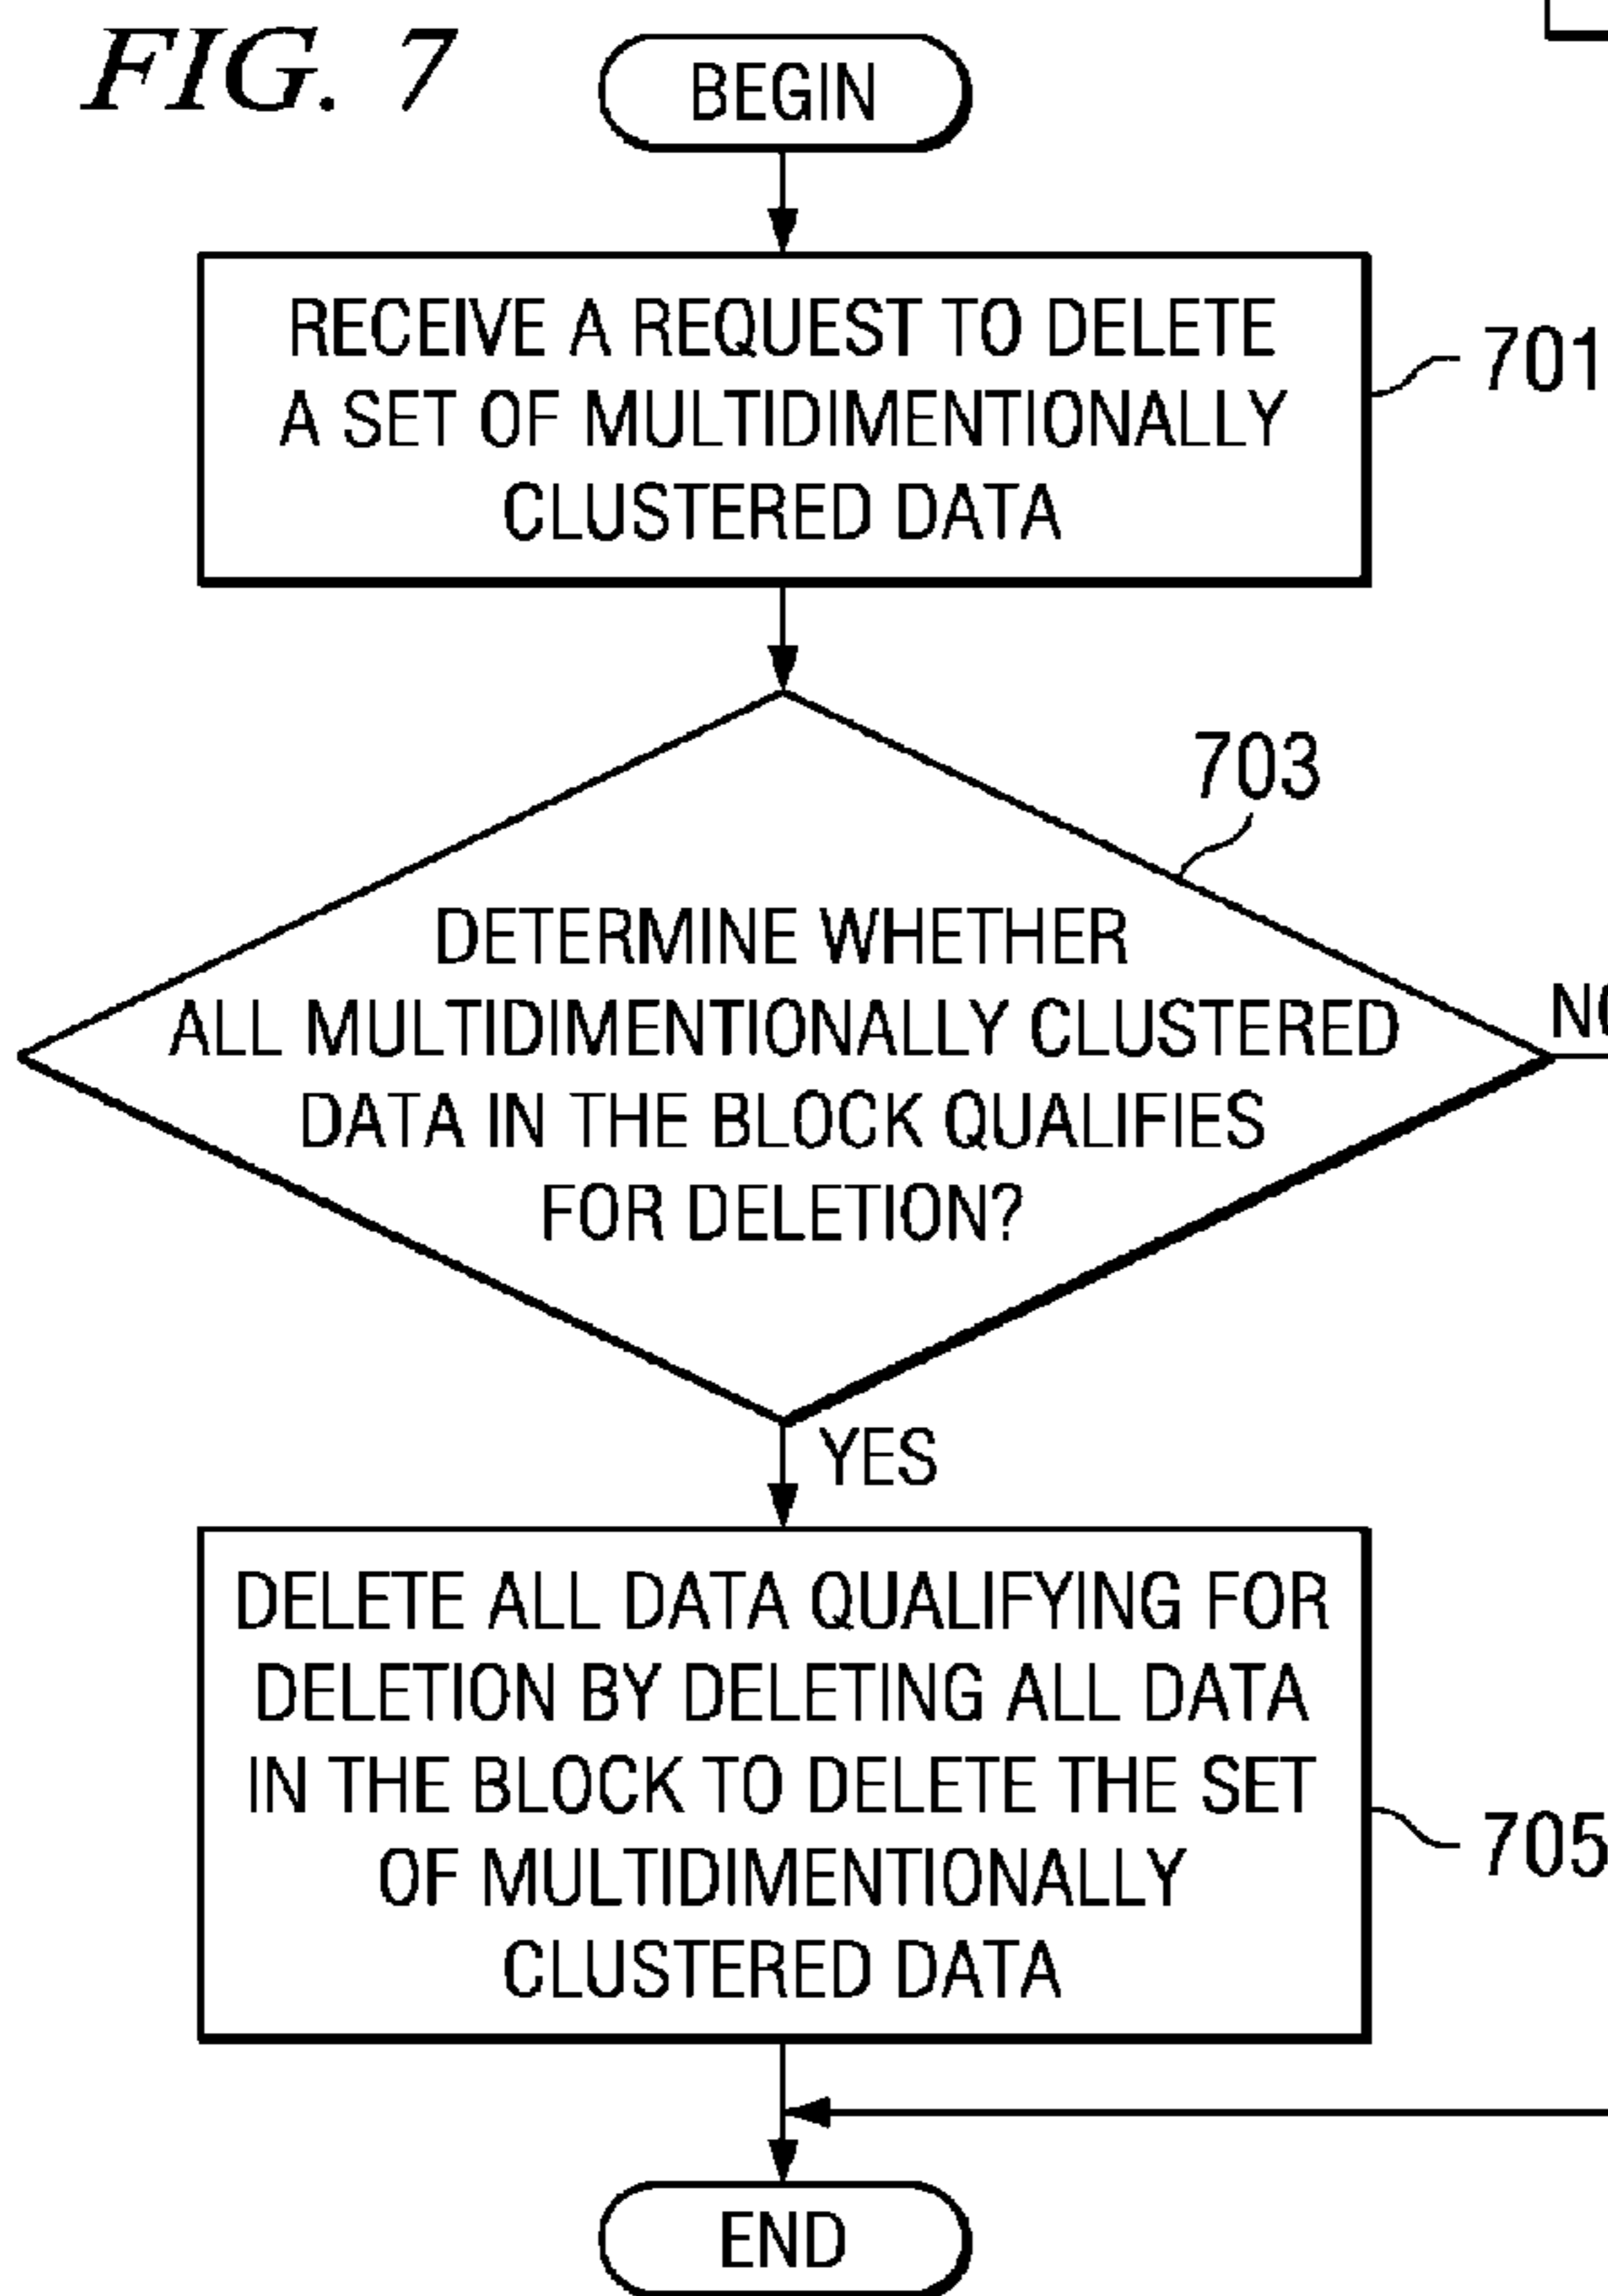 FIG. 7
BEGIN
RECEIVE A REQUEST TO DELETE
A SET OF MULTIDIMENTIONALLY
CLUSTERED DATA
701
703
DETERMINE WHETHER
ALL MULTIDIMENTIONALLY CLUSTERED
DATA IN THE BLOCK QUALIFIES
FOR DELETION?
YES
DELETE ALL DATA QUALIFYING FOR
DELETION BY DELETING ALL DATA
IN THE BLOCK TO DELETE THE SET
OF MULTIDIMENTIONALLY
CLUSTERED DATA
705
END